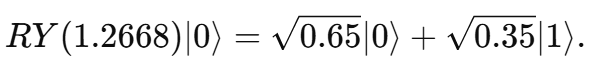 RY(1.2668)|0⟩ = √0.65|0⟩ + √0.35|1⟩.